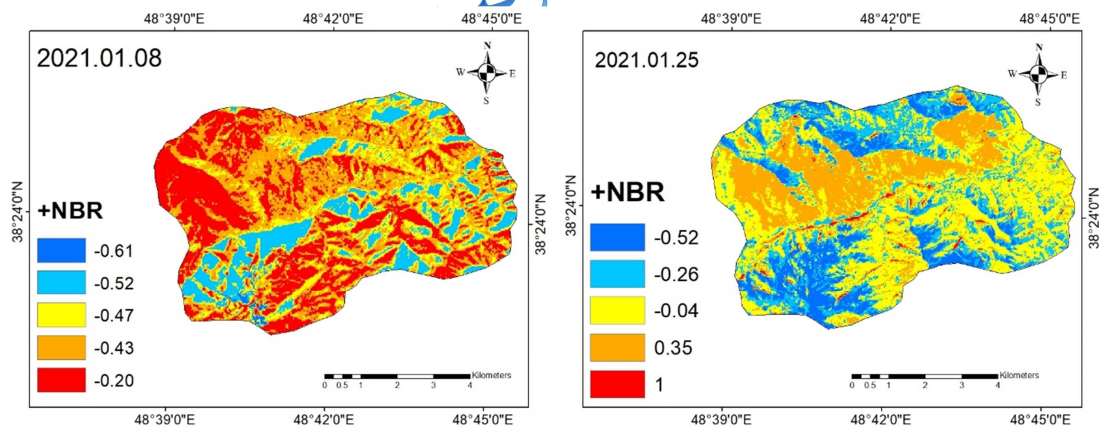 48°39'0"E 48°42'0"E 48°45'0"E
2021.01.08
N
W E
S
38°24'0"N
38°24'0"N
+NBR
-0.61
-0.52
-0.47
-0.43
-0.20
Kilometers
0 0.5 1 2 3 4
48°39'0"E 48°42'0"E 48°45'0"E
48°39'0"E 48°42'0"E 48°45'0"E
2021.01.25
N
W E
S
38°24'0"N
38°24'0"N
+NBR
-0.52
-0.26
-0.04
0.35
1
Kilometers
0 0.5 1 2 3 4
48°39'0"E 48°42'0"E 48°45'0"E